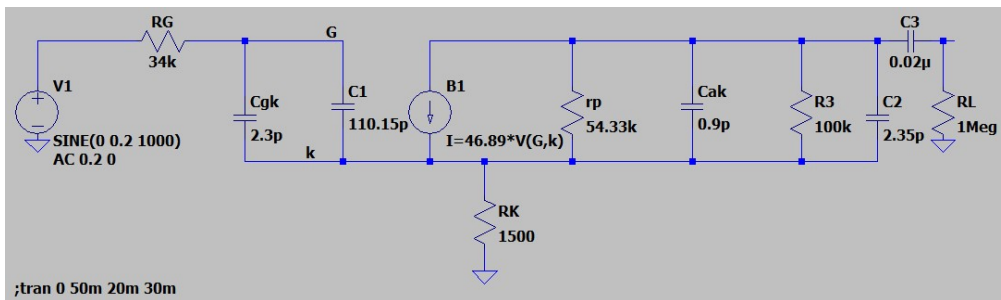 RG
34k
G
V1
SINE(0 0.2 1000)
AC 0.2 0
Cgk
2.3p
C1
110.15p
k
B1
I=46.89*V(G,k)
rp
54.33k
Cak
0.9p
R3
100k
C2
2.35p
C3
0.02µ
RL
1Meg
RK
1500
;tran 0 50m 20m 30m